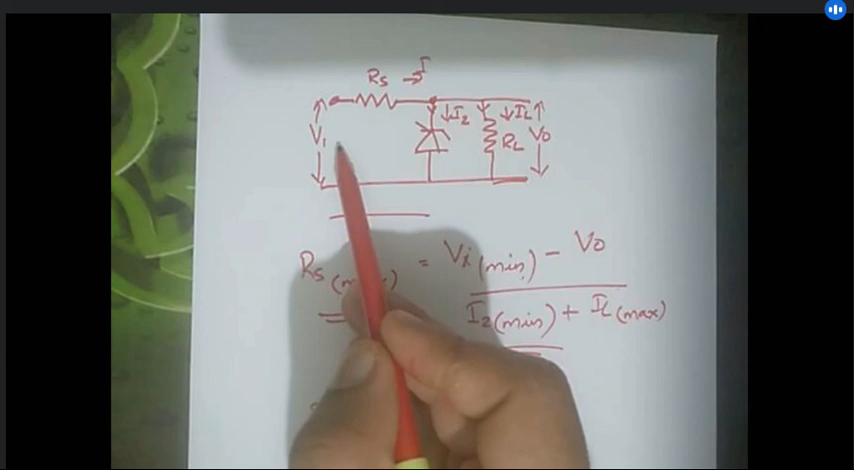 Rs → I
V₁ ↓Iz ↓IL RL Vo
Rs = Vi(min) - Vo
Iz(min) + IL(max)